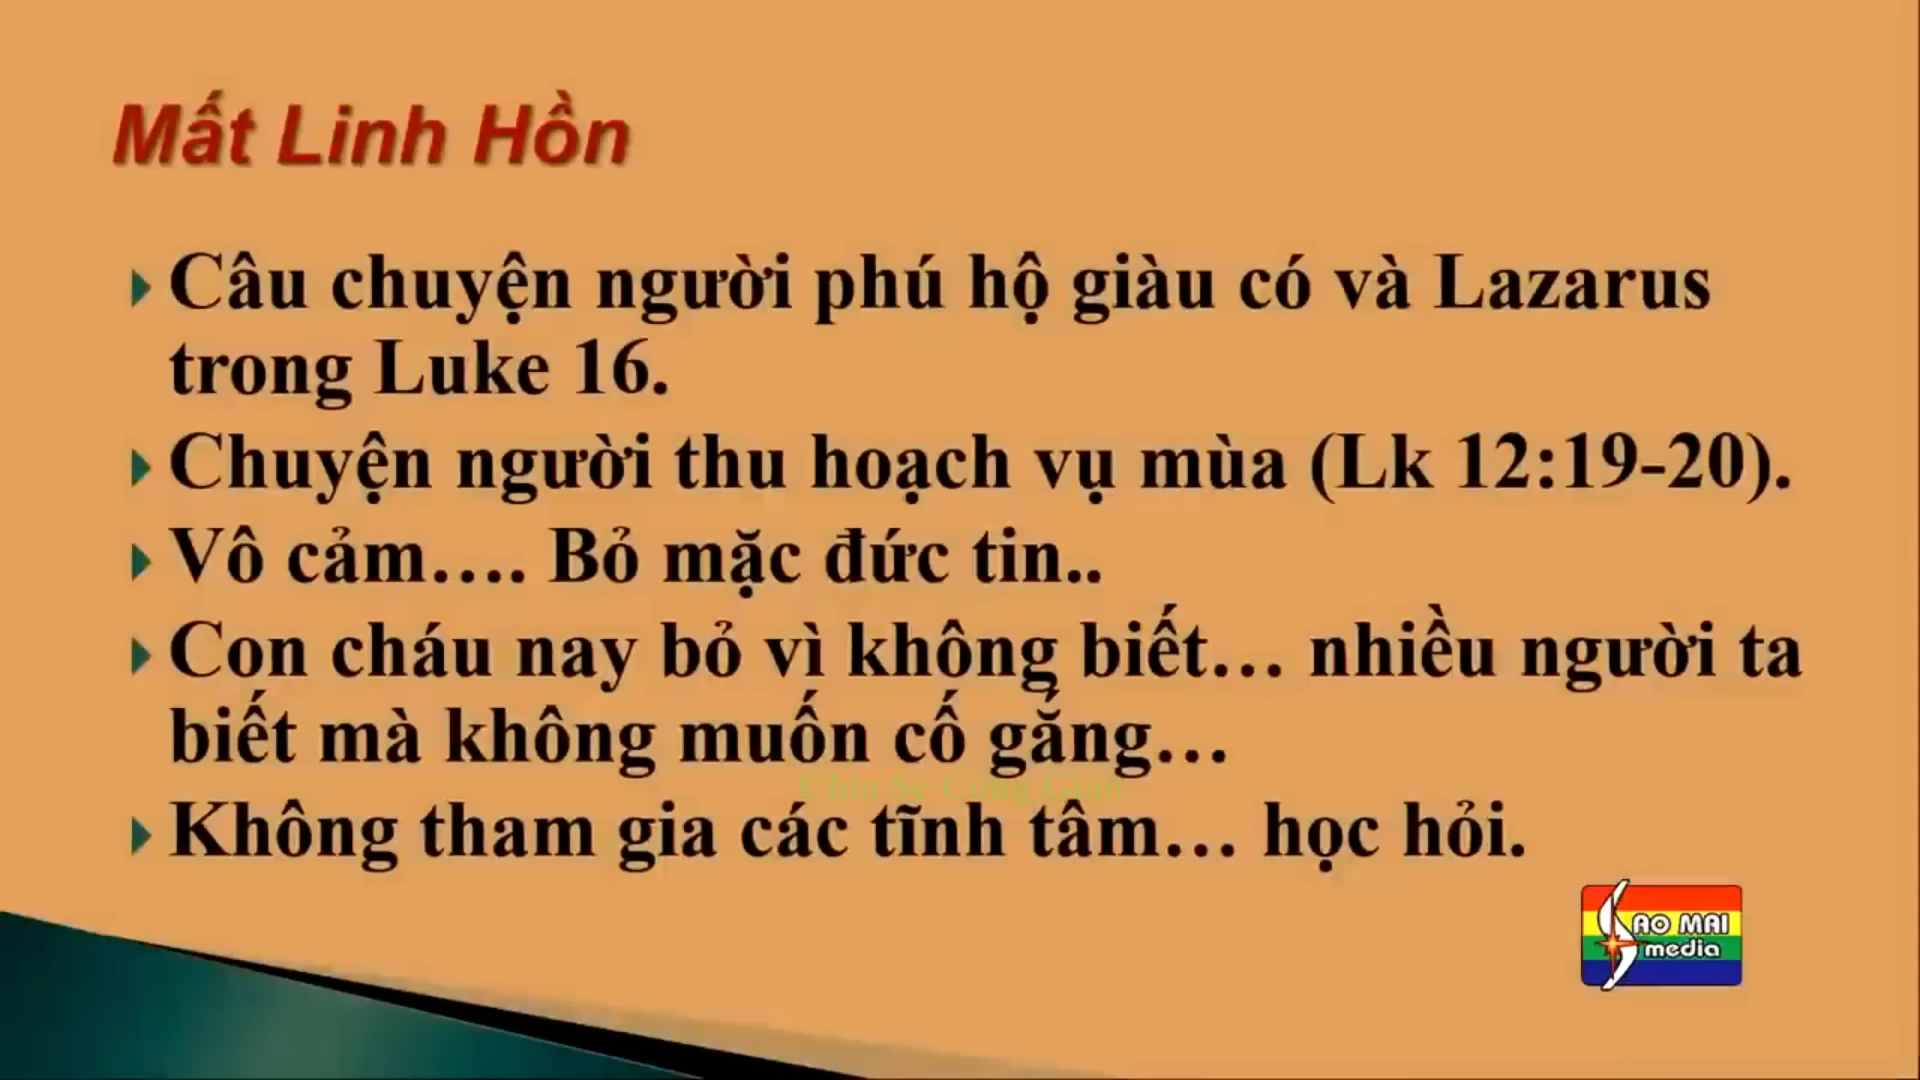 Mất Linh Hồn
Câu chuyện người phú hộ giàu có và Lazarus
trong Luke 16.
Chuyện người thu hoạch vụ mùa (Lk 12:19-20).
Vô cảm…. Bỏ mặc đức tin..
Con cháu nay bỏ vì không biết… nhiều người ta
biết mà không muốn cố gắng…
Không tham gia các tĩnh tâm… học hỏi.
SAO MAI
media